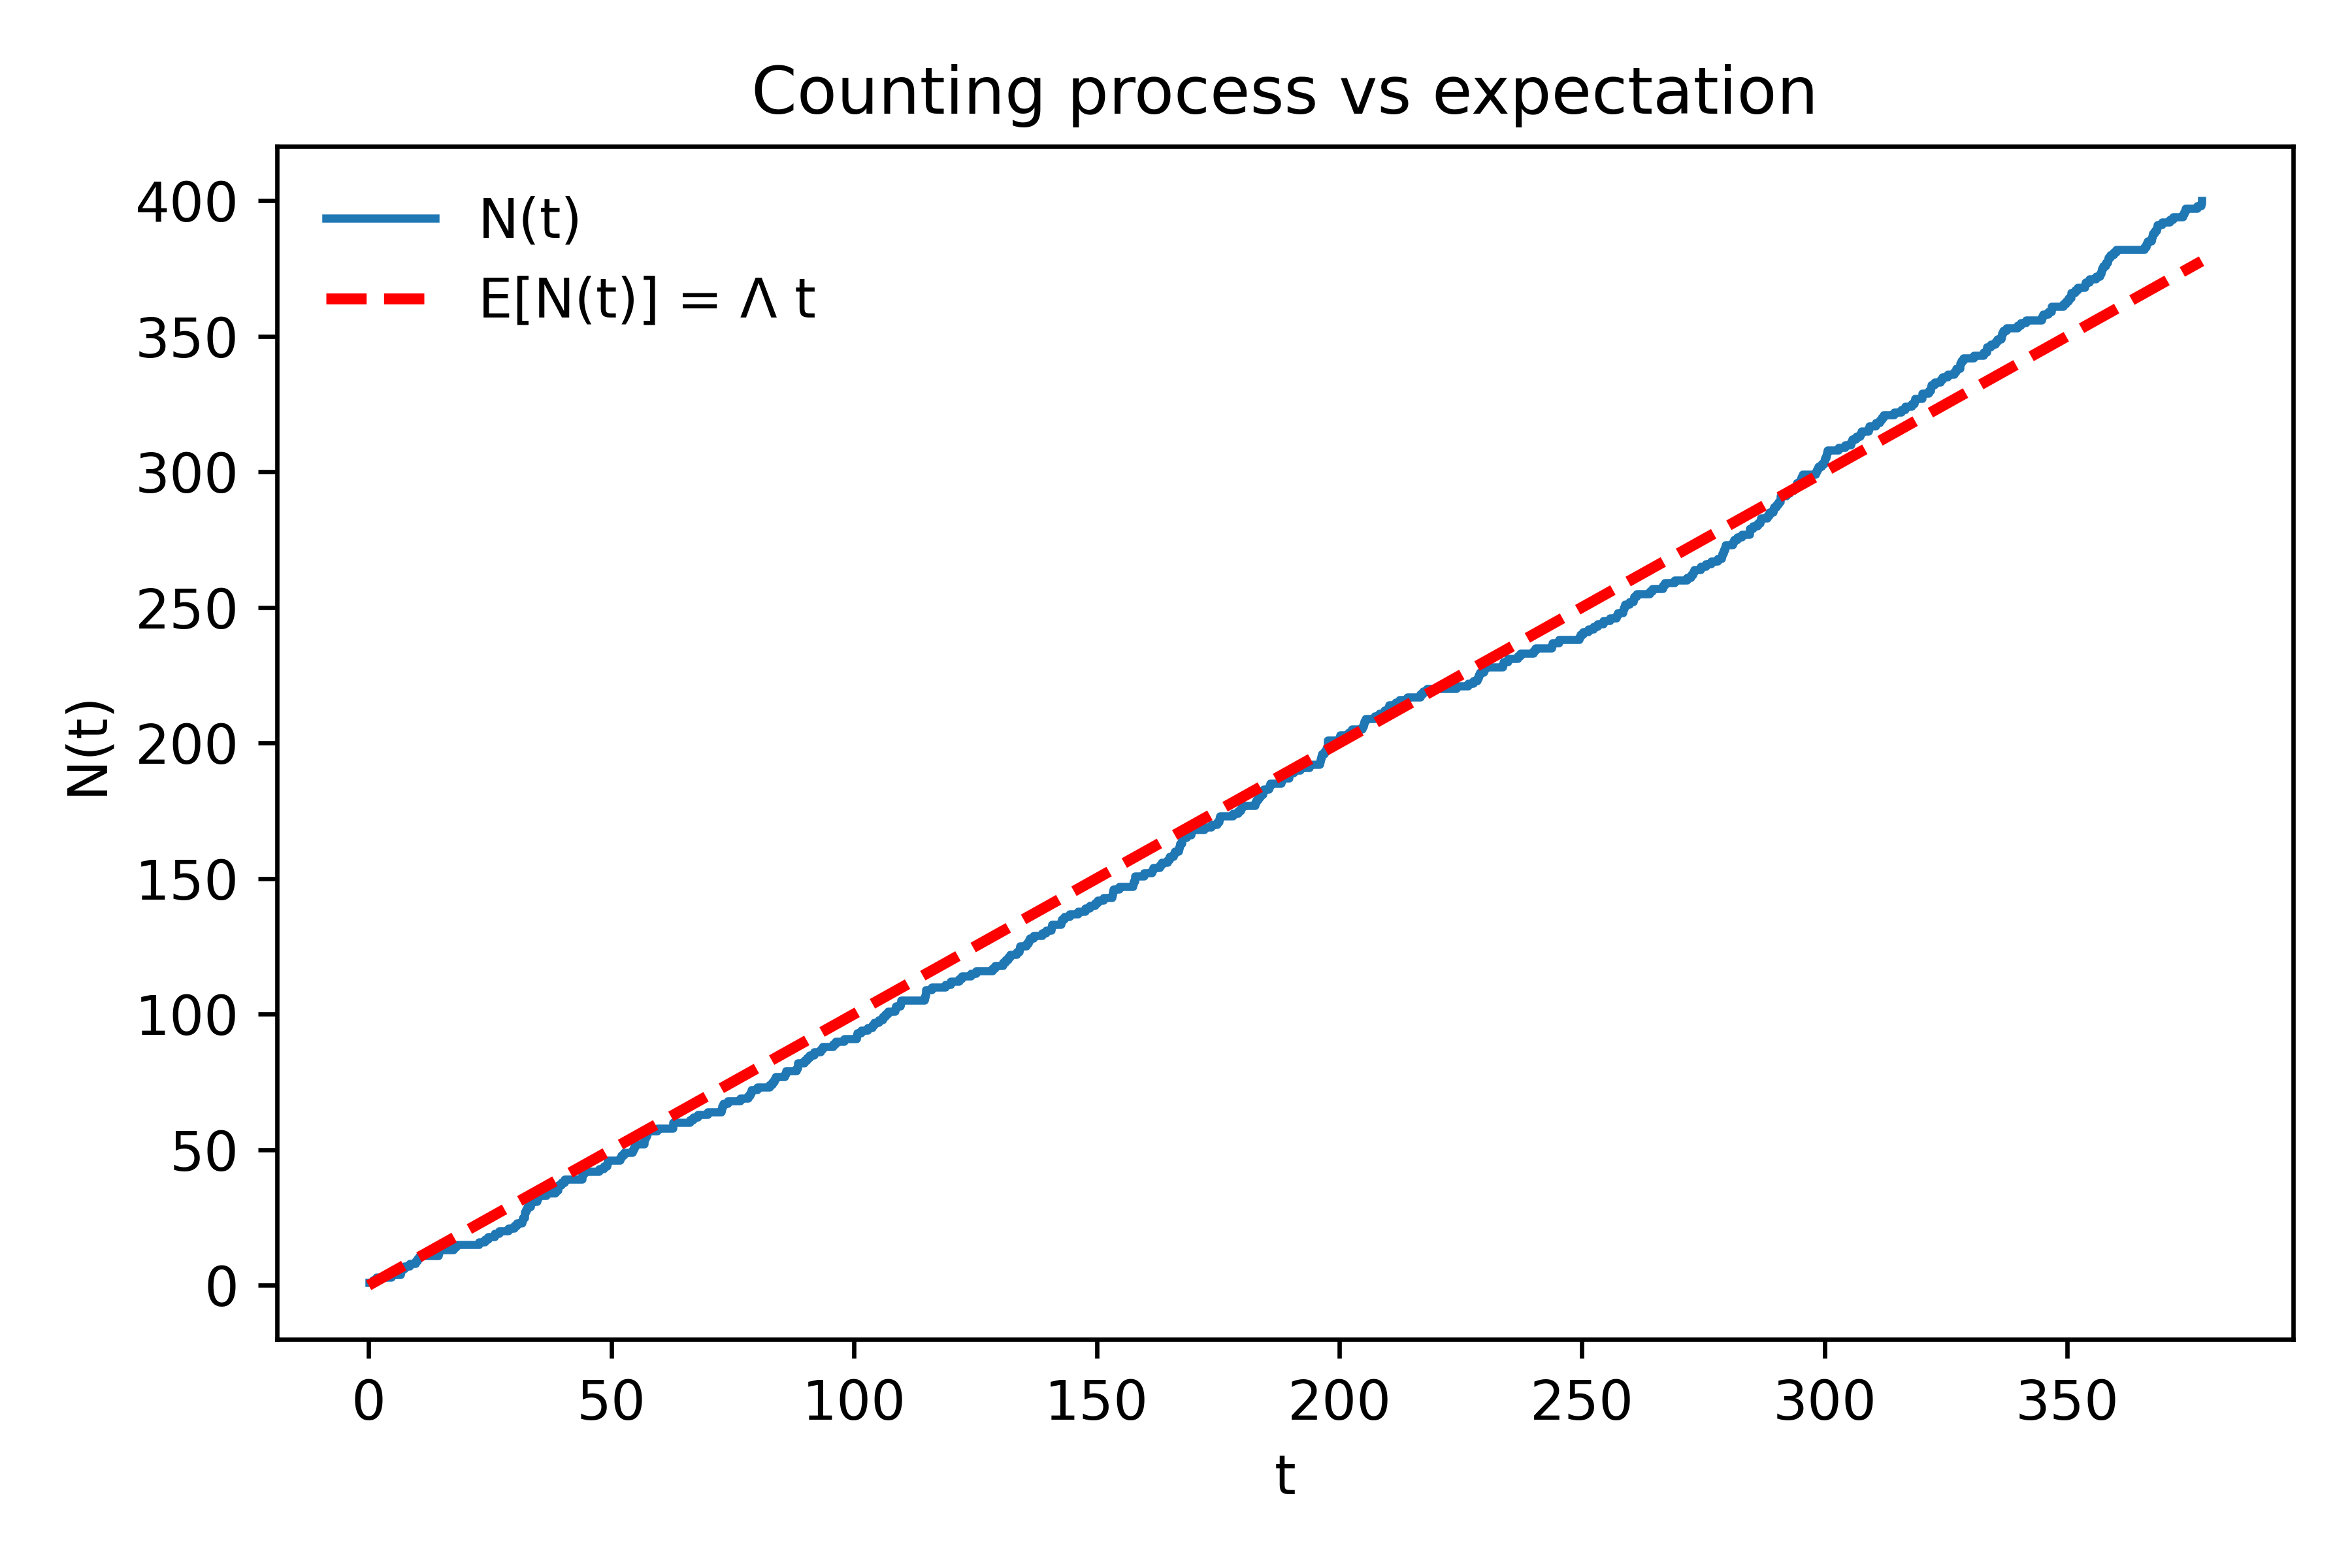 Counting process vs expectation
N(t)
E[N(t)] = Λ t
400
350
300
250
200
150
100
50
0
N(t)
0 50 100 150 200 250 300 350
t